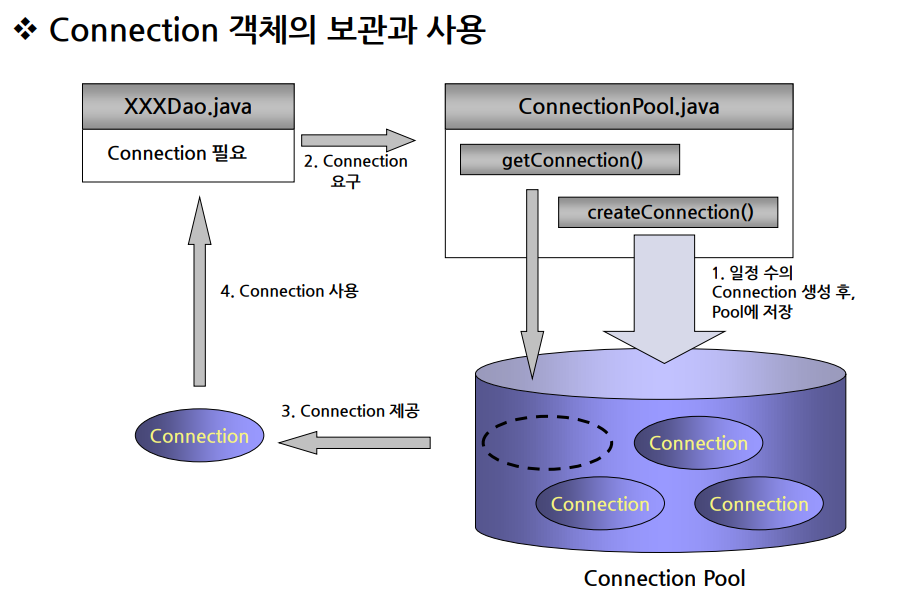 ❖ Connection 객체의 보관과 사용
XXXDao.java
Connection 필요
2. Connection
요구
ConnectionPool.java
getConnection()
createConnection()
1. 일정 수의
Connection 생성 후,
Pool에 저장
4. Connection 사용
3. Connection 제공
Connection
Connection
Connection
Connection
Connection Pool